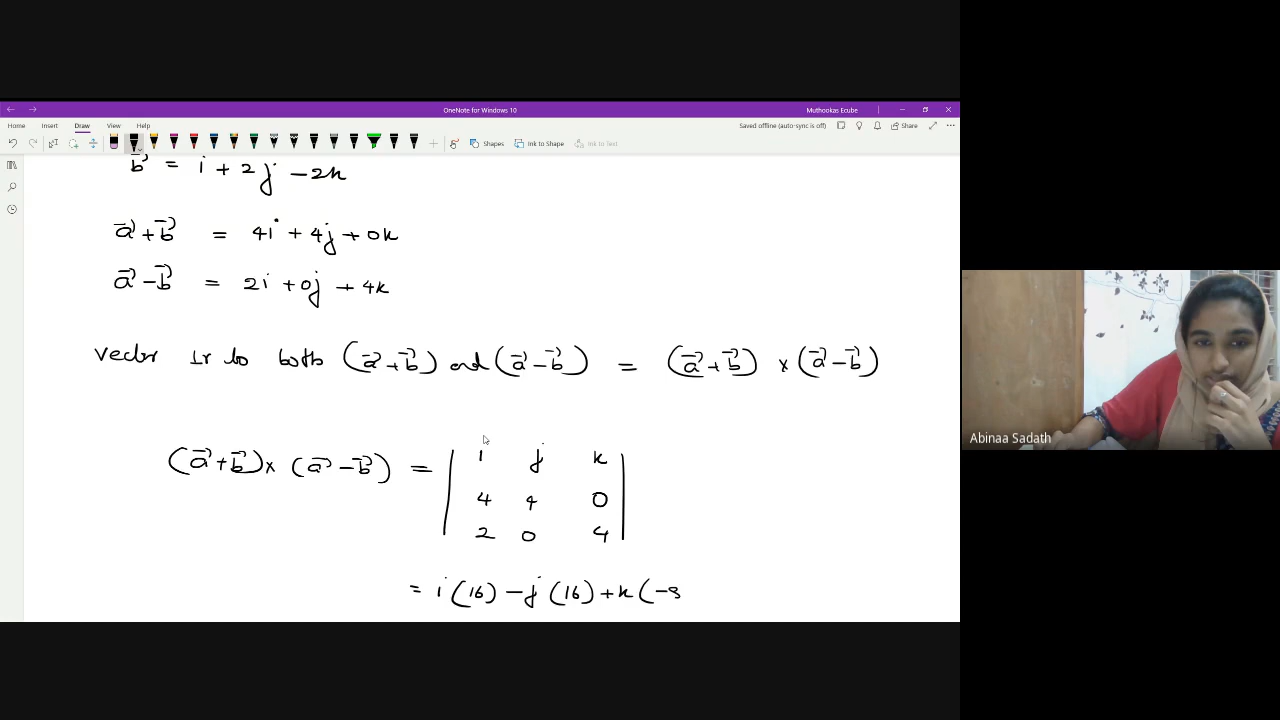 OneNote for Windows 10
Muthookas Ecube
Home Insert Draw View Help
Saved offline (auto-sync is off) Share
Shapes Ink to Shape Ink to Text
b⃗ = i + 2j - 2k
a⃗ + b⃗ = 4i + 4j + 0k
a⃗ - b⃗ = 2i + 0j + 4k
vector ⊥r to both (a⃗ + b⃗) and (a⃗ - b⃗) = (a⃗ + b⃗) × (a⃗ - b⃗)
(a⃗ + b⃗) × (a⃗ - b⃗) = | i j k |
4 4 0
2 0 4
= i(16) - j(16) + k(-8
Abinaa Sadath